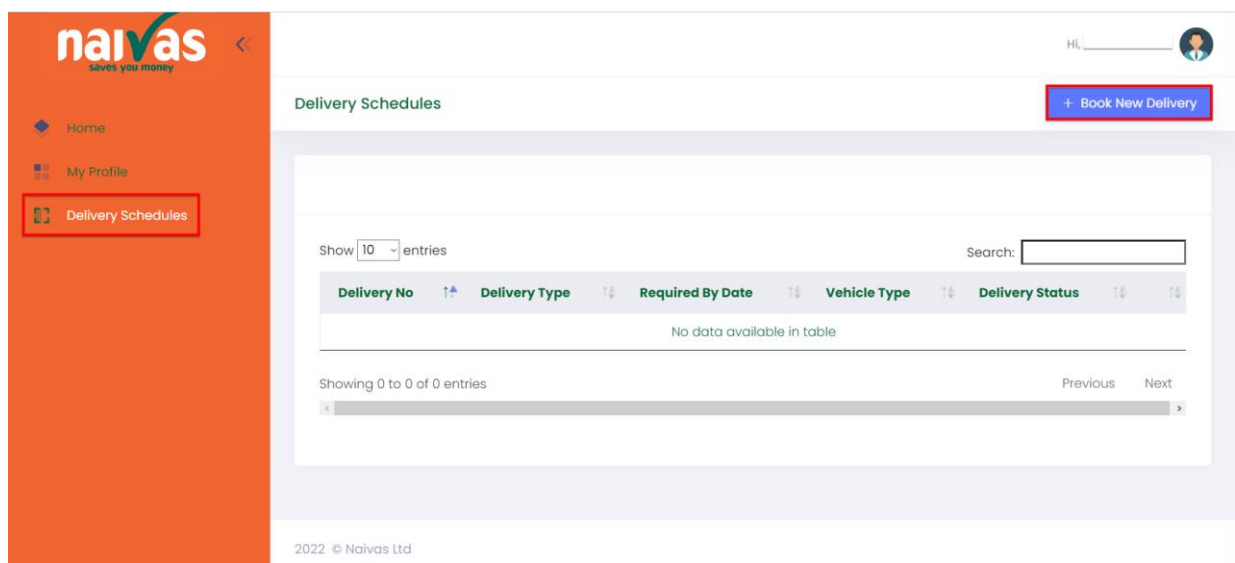 naivas
saves you money
Hi,
Delivery Schedules
+ Book New Delivery
Home
My Profile
Delivery Schedules
Show 10 entries
Search:
Delivery No Delivery Type Required By Date Vehicle Type Delivery Status
No data available in table
Showing 0 to 0 of 0 entries
Previous Next
2022 © Naivas Ltd